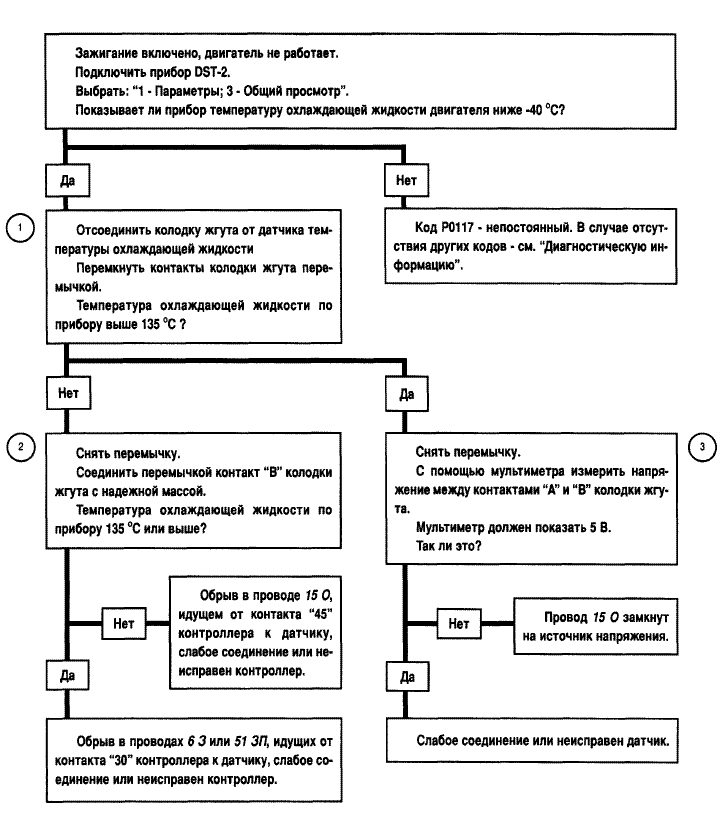 Зажигание включено, двигатель не работает.
Подключить прибор DST-2.
Выбрать: “1 - Параметры; 3 - Общий просмотр”.
Показывает ли прибор температуру охлаждающей жидкости двигателя ниже -40 °С?
Да
Нет
1
Отсоединить колодку жгута от датчика тем-
пературы охлаждающей жидкости
Перемкнуть контакты колодки жгута пере-
мычкой.
Температура охлаждающей жидкости по
прибору выше 135 °С ?
Код Р0117 - непостоянный. В случае отсут-
ствия других кодов - см. “Диагностическую ин-
формацию”.
Нет
Да
2
Снять перемычку.
Соединить перемычкой контакт “В” колодки
жгута с надежной массой.
Температура охлаждающей жидкости по
прибору 135 °С или выше?
3
Снять перемычку.
С помощью мультиметра измерить напря-
жение между контактами “А” и “В” колодки жгу-
та.
Мультиметр должен показать 5 В.
Так ли это?
Нет
Обрыв в проводе 15 О,
идущем от контакта “45”
контроллера к датчику,
слабое соединение или не-
исправен контроллер.
Нет
Провод 15 О замкнут
на источник напряжения.
Да
Да
Обрыв в проводах 6 З или 51 ЗП, идущих от
контакта “30” контроллера к датчику, слабое со-
единение или неисправен контроллер.
Слабое соединение или неисправен датчик.